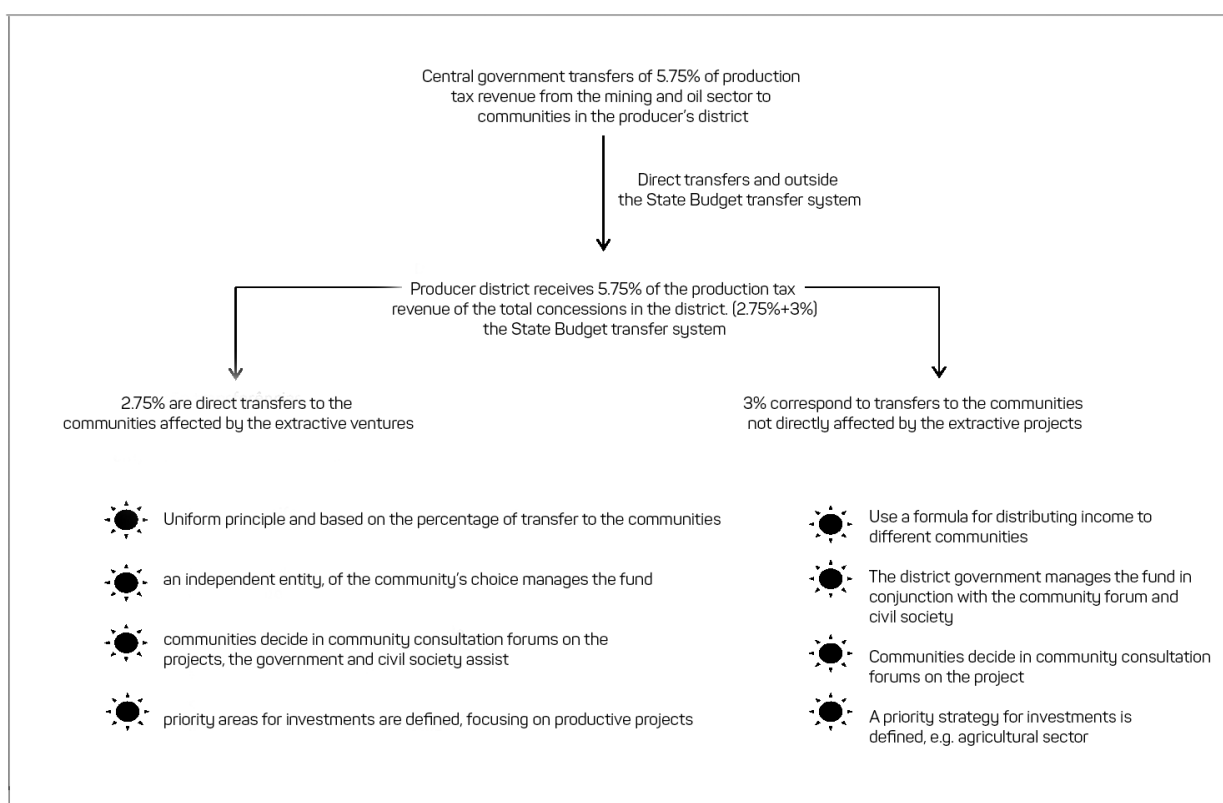 Central government transfers of 5.75% of production
tax revenue from the mining and oil sector to
communities in the producer's district
Direct transfers and outside
the State Budget transfer system
Producer district receives 5.75% of the production tax
revenue of the total concessions in the district. (2.75%+3%)
the State Budget transfer system
2.75% are direct transfers to the
communities affected by the extractive ventures
3% correspond to transfers to the communities
not directly affected by the extractive projects
Uniform principle and based on the percentage of transfer to the communities
an independent entity, of the community's choice manages the fund
communities decide in community consultation forums on the
projects, the government and civil society assist
priority areas for investments are defined, focusing on productive projects
Use a formula for distributing income to
different communities
The district government manages the fund in
conjunction with the community forum and
civil society
Communities decide in community consultation
forums on the project
A priority strategy for investments is
defined, e.g. agricultural sector